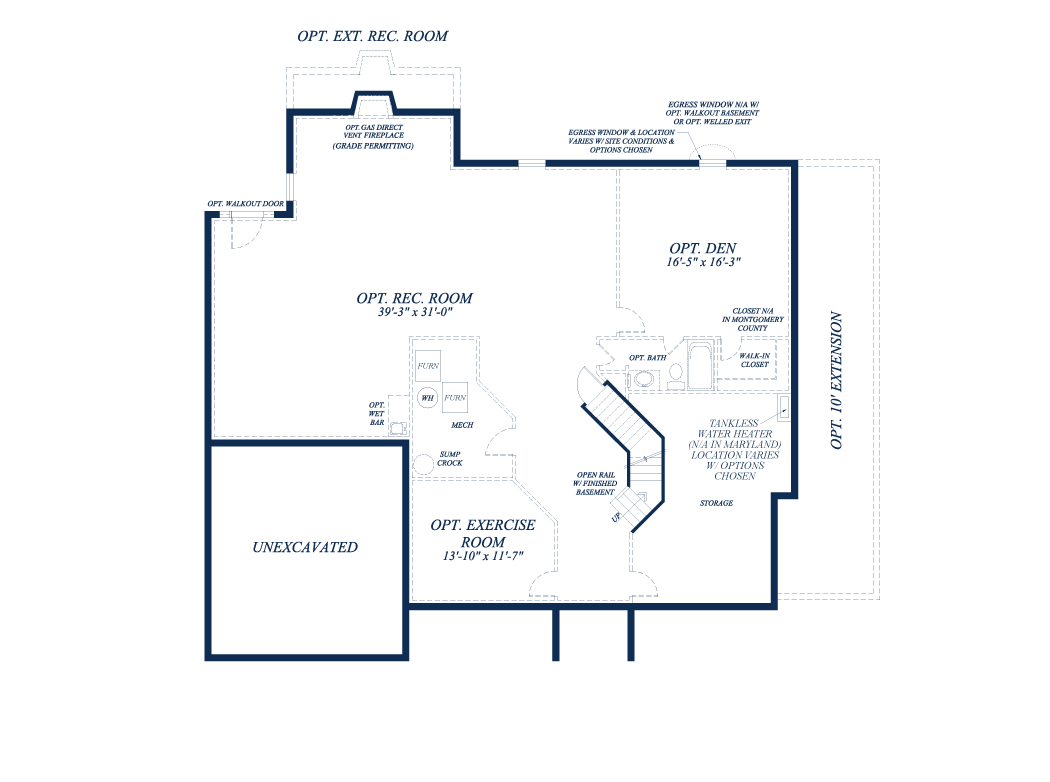 OPT. EXT. REC. ROOM
EGRESS WINDOW N/A W/
OPT. WALKOUT BASEMENT
OR OPT. WELLED EXIT
EGRESS WINDOW & LOCATION
VARIES W/ SITE CONDITIONS &
OPTIONS CHOSEN
OPT. GAS DIRECT
VENT FIREPLACE
(GRADE PERMITTING)
OPT. WALKOUT DOOR
OPT. DEN
16'-5" x 16'-3"
OPT. REC. ROOM
39'-3" x 31'-0"
CLOSET N/A
IN MONTGOMERY
COUNTY
OPT. BATH
WALK-IN
CLOSET
OPT. 10' EXTENSION
FURN
WH
FURN
OPT.
WET
BAR
MECH
SUMP
CROCK
TANKLESS
WATER HEATER
(N/A IN MARYLAND)
LOCATION VARIES
W/ OPTIONS
CHOSEN
OPEN RAIL
W/ FINISHED
BASEMENT
UP
STORAGE
OPT. EXERCISE
ROOM
13'-10" x 11'-7"
UNEXCAVATED